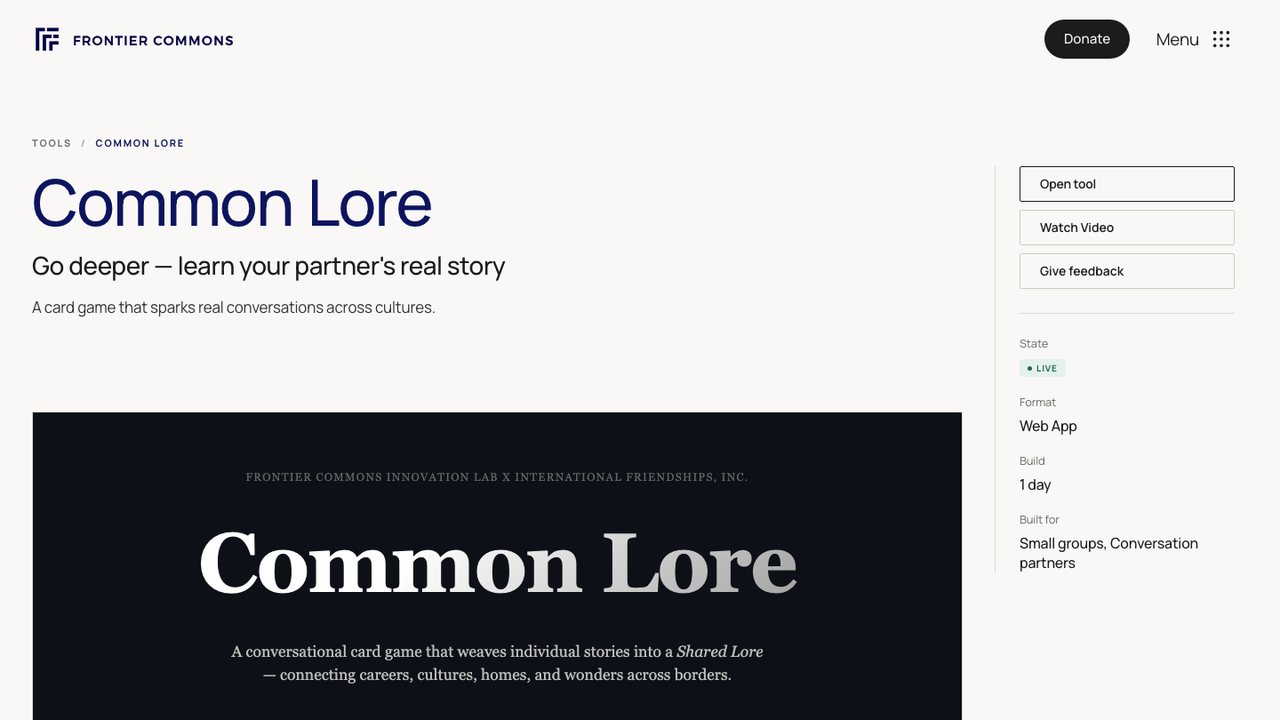 FRONTIER COMMONS
Donate
Menu
TOOLS / COMMON LORE
Common Lore
Go deeper — learn your partner's real story
A card game that sparks real conversations across cultures.
Open tool
Watch Video
Give feedback
State
LIVE
Format
Web App
Build
1 day
Built for
Small groups, Conversation
partners
FRONTIER COMMONS INNOVATION LAB X INTERNATIONAL FRIENDSHIPS, INC.
Common Lore
A conversational card game that weaves individual stories into a Shared Lore
— connecting careers, cultures, homes, and wonders across borders.